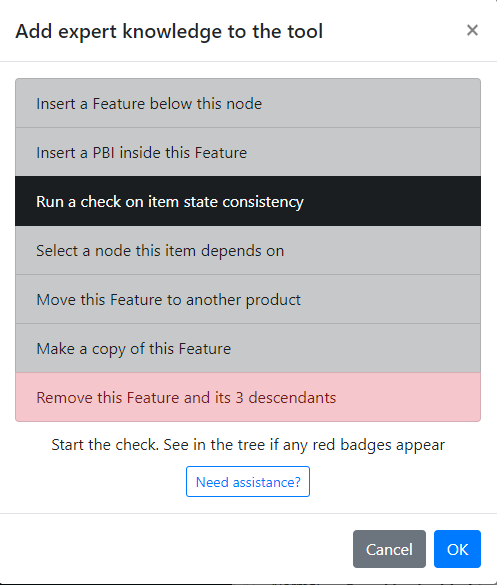 Add expert knowledge to the tool
×
Insert a Feature below this node
Insert a PBI inside this Feature
Run a check on item state consistency
Select a node this item depends on
Move this Feature to another product
Make a copy of this Feature
Remove this Feature and its 3 descendants
Start the check. See in the tree if any red badges appear
Need assistance?
Cancel OK